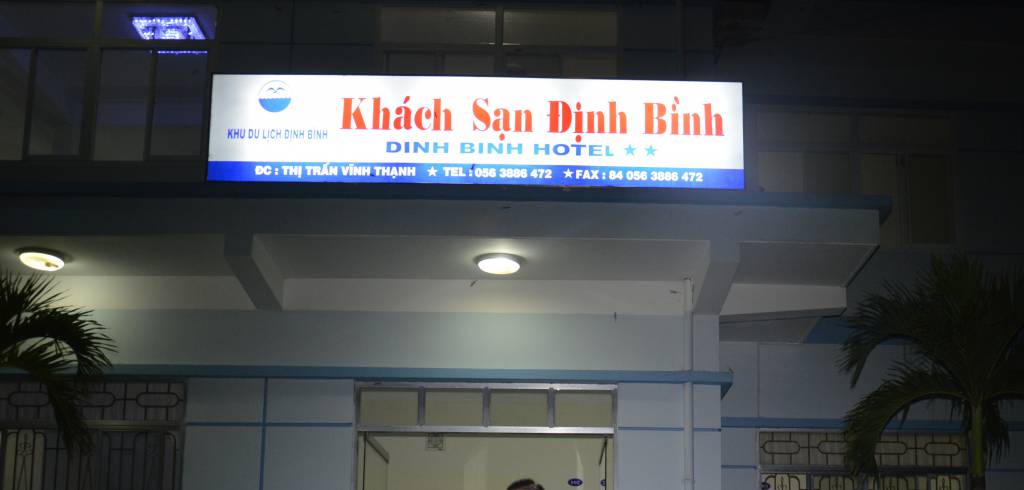 Khách Sạn Định Bình
KHU DU LỊCH ĐỊNH BÌNH
DINH BINH HOTEL ★ ★
ĐC : THỊ TRẤN VĨNH THẠNH ★ TEL : 056 3886 472 ★ FAX : 84 056 3886 472